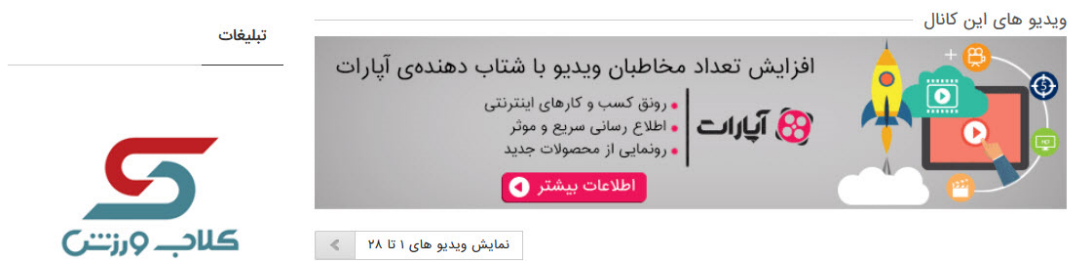 ویدیو های این کانال
افزایش تعداد مخاطبان ویدیو با شتاب دهنده‌ی آپارات
آپارات
رونق کسب و کارهای اینترنتی
اطلاع رسانی سریع و موثر
رونمایی از محصولات جدید
اطلاعات بیشتر
نمایش ویدیو های ۱ تا ۲۸
تبلیغات
کلاب ورزش